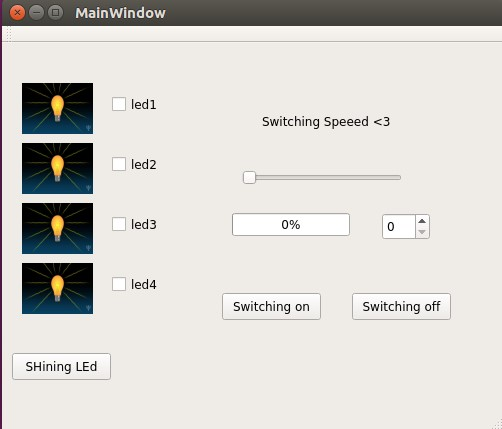 MainWindow
led1
Switching Speeed <3
led2
led3
0%
0
led4
Switching on
Switching off
SHining LEd